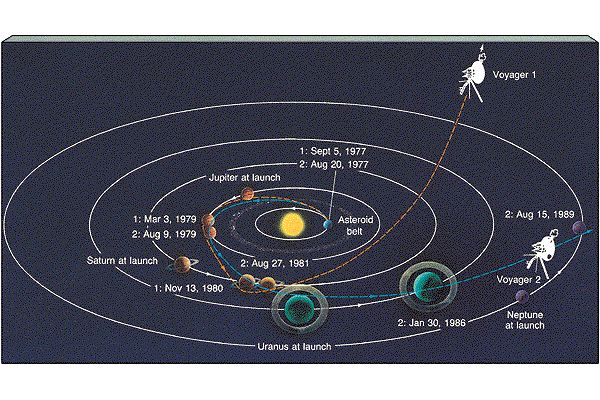 Voyager 1
1: Sept 5, 1977
2: Aug 20, 1977
Jupiter at launch
1: Mar 3, 1979
2: Aug 9, 1979
Asteroid
belt
2: Aug 15, 1989
Saturn at launch
2: Aug 27, 1981
Voyager 2
1: Nov 13, 1980
Neptune
at launch
2: Jan 30, 1986
Uranus at launch